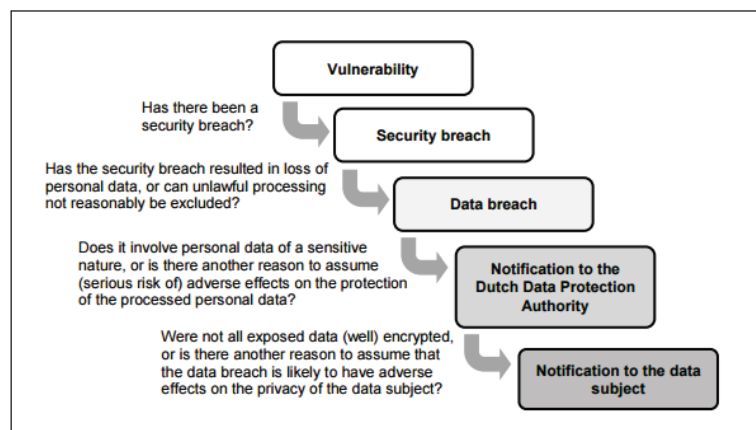 Vulnerability
Has there been a
security breach?
Security breach
Has the security breach resulted in loss of
personal data, or can unlawful processing
not reasonably be excluded?
Data breach
Does it involve personal data of a sensitive
nature, or is there another reason to assume
(serious risk of) adverse effects on the protection
of the processed personal data?
Notification to the
Dutch Data Protection
Authority
Were not all exposed data (well) encrypted,
or is there another reason to assume that
the data breach is likely to have adverse
effects on the privacy of the data subject?
Notification to the data
subject